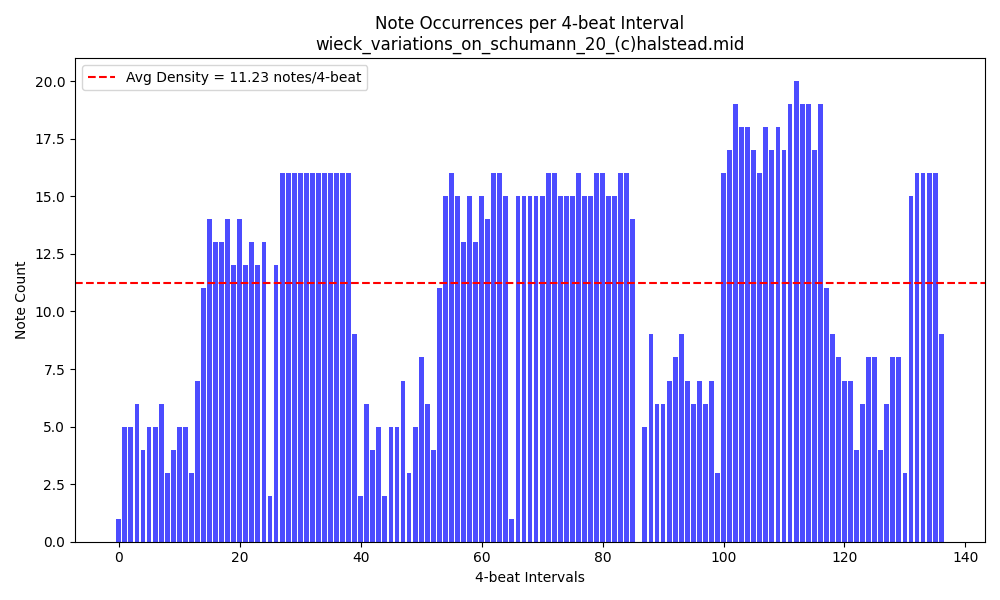 Note Occurrences per 4-beat Interval
wieck_variations_on_schumann_20_(c)halstead.mid
Avg Density = 11.23 notes/4-beat
20.0
17.5
15.0
12.5
10.0
7.5
5.0
2.5
0.0
Note Count
0 20 40 60 80 100 120 140
4-beat Intervals